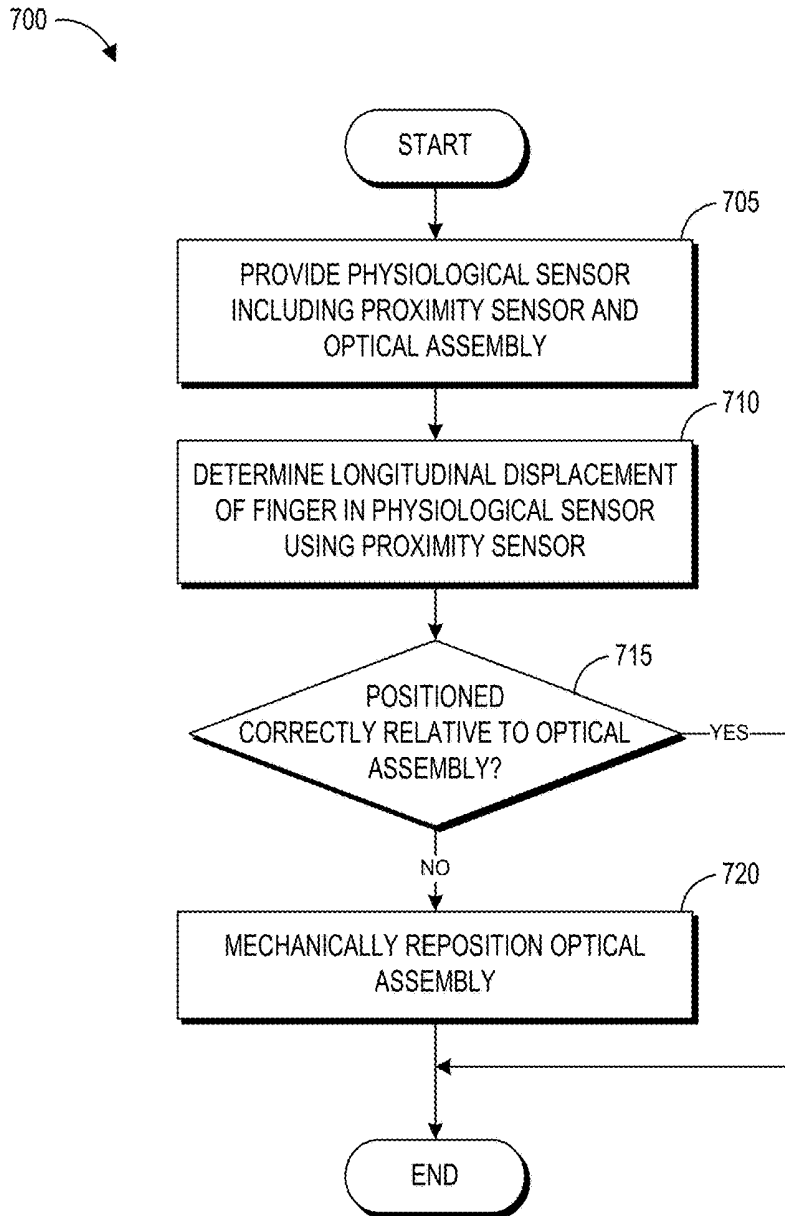 700
START
705
PROVIDE PHYSIOLOGICAL SENSOR
INCLUDING PROXIMITY SENSOR AND
OPTICAL ASSEMBLY
710
DETERMINE LONGITUDINAL DISPLACEMENT
OF FINGER IN PHYSIOLOGICAL SENSOR
USING PROXIMITY SENSOR
715
POSITIONED
CORRECTLY RELATIVE TO OPTICAL
ASSEMBLY?
YES
NO
720
MECHANICALLY REPOSITION OPTICAL
ASSEMBLY
END